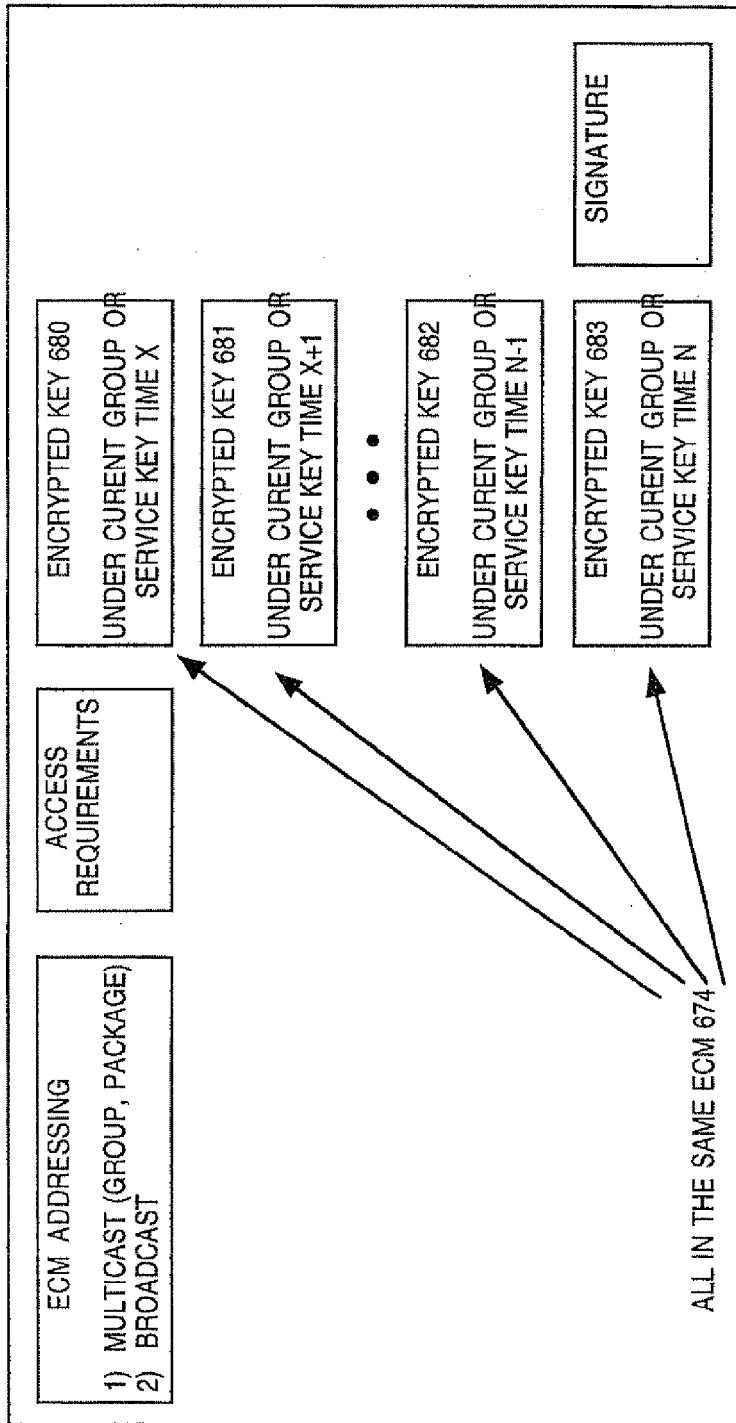 ECM ADDRESSING
1) MULTICAST (GROUP, PACKAGE)
2) BROADCAST
ACCESS
REQUIREMENTS
ENCRYPTED KEY 680
UNDER CURENT GROUP OR
SERVICE KEY TIME X
ENCRYPTED KEY 681
UNDER CURENT GROUP OR
SERVICE KEY TIME X+1
ENCRYPTED KEY 682
UNDER CURENT GROUP OR
SERVICE KEY TIME N-1
ENCRYPTED KEY 683
UNDER CURENT GROUP OR
SERVICE KEY TIME N
SIGNATURE
ALL IN THE SAME ECM 674